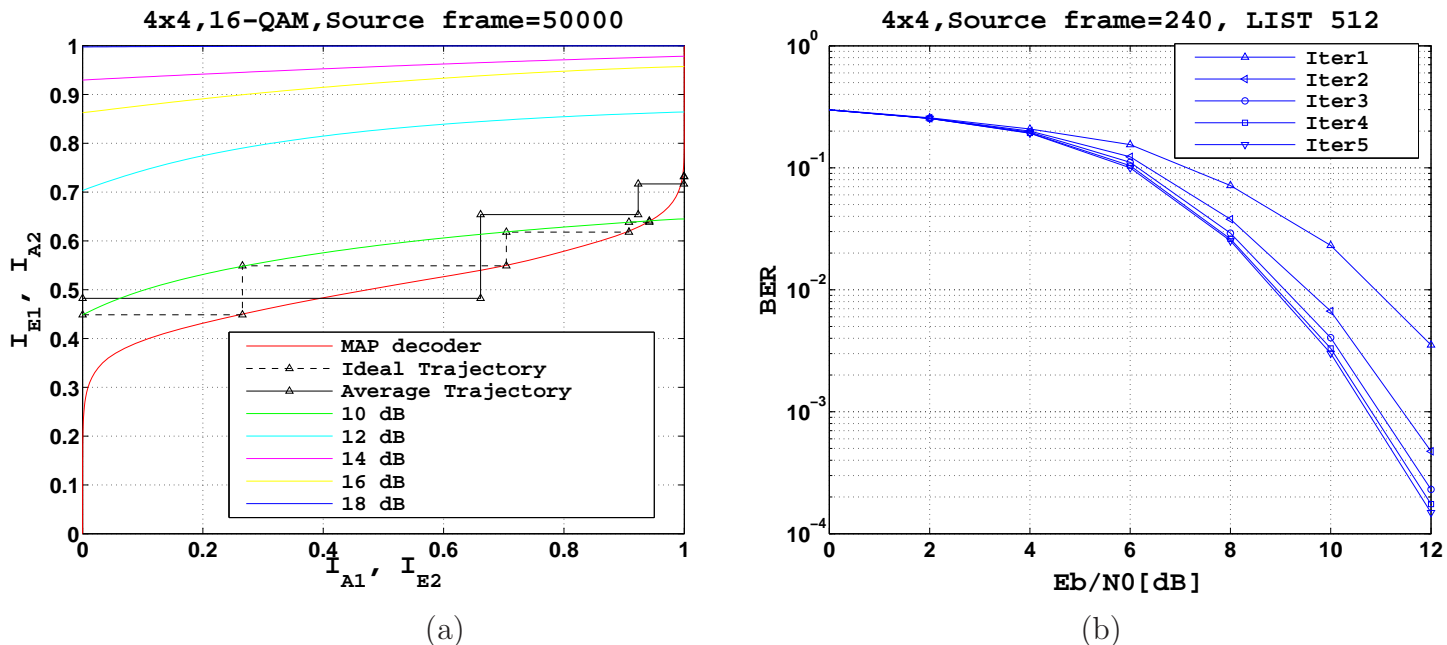 4x4,16-QAM,Source frame=50000
1
0.9
0.8
0.7
0.6
0.5
0.4
0.3
0.2
0.1
0
I_E1, I_A2
MAP decoder
Ideal Trajectory
Average Trajectory
10 dB
12 dB
14 dB
16 dB
18 dB
0 0.2 0.4 0.6 0.8 1
I_A1, I_E2
(a)
4x4,Source frame=240, LIST 512
10^0
10^-1
10^-2
10^-3
10^-4
BER
Iter1
Iter2
Iter3
Iter4
Iter5
0 2 4 6 8 10 12
Eb/N0[dB]
(b)